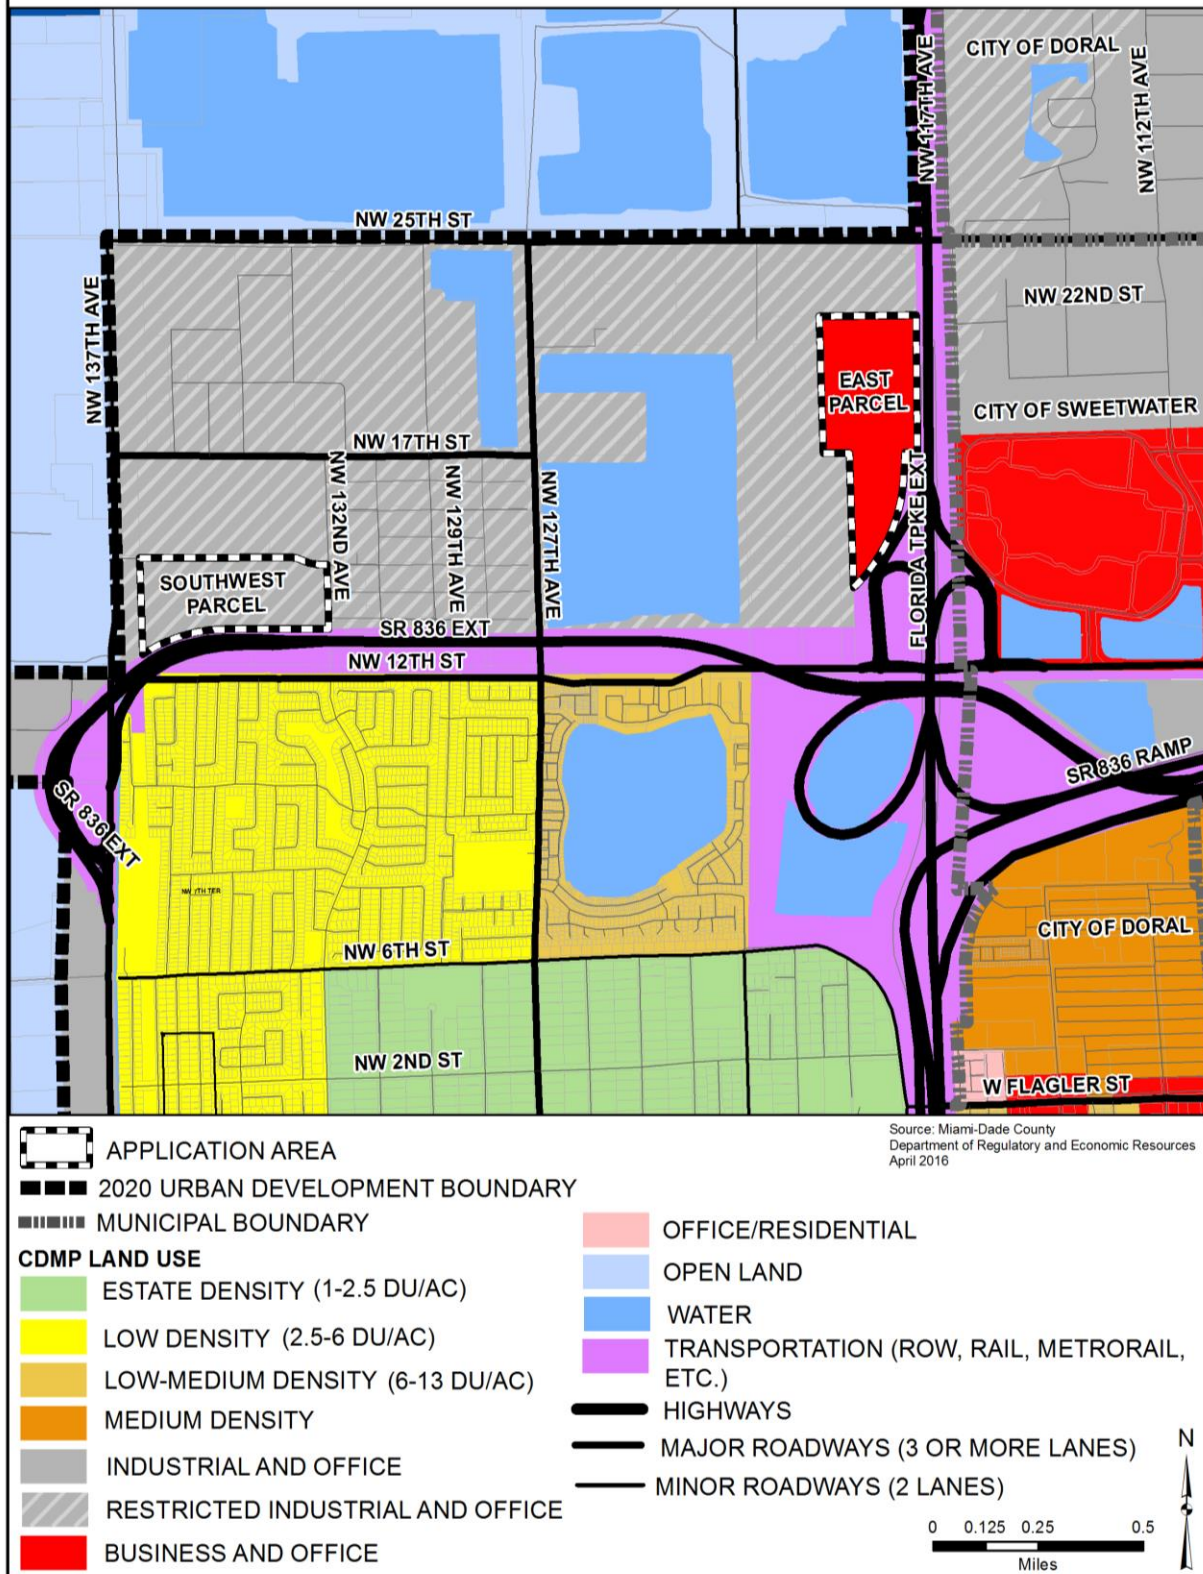 CITY OF DORAL
NW 117TH AVE
NW 112TH AVE
NW 25TH ST
NW 137TH AVE
NW 22ND ST
EAST
PARCEL
CITY OF SWEETWATER
NW 17TH ST
NW 132ND AVE
NW 129TH AVE
NW 127TH AVE
FLORIDA TPKE EXT
SOUTHWEST
PARCEL
SR 836 EXT
NW 12TH ST
SR 836 RAMP
SR 836 EXT
NW 7TH TER
CITY OF DORAL
NW 6TH ST
NW 2ND ST
W FLAGLER ST
Source: Miami-Dade County
Department of Regulatory and Economic Resources
April 2016
APPLICATION AREA
2020 URBAN DEVELOPMENT BOUNDARY
MUNICIPAL BOUNDARY
CDMP LAND USE
ESTATE DENSITY (1-2.5 DU/AC)
LOW DENSITY (2.5-6 DU/AC)
LOW-MEDIUM DENSITY (6-13 DU/AC)
MEDIUM DENSITY
INDUSTRIAL AND OFFICE
RESTRICTED INDUSTRIAL AND OFFICE
BUSINESS AND OFFICE
OFFICE/RESIDENTIAL
OPEN LAND
WATER
TRANSPORTATION (ROW, RAIL, METRORAIL,
ETC.)
HIGHWAYS
MAJOR ROADWAYS (3 OR MORE LANES)
MINOR ROADWAYS (2 LANES)
N
0 0.125 0.25 0.5
Miles